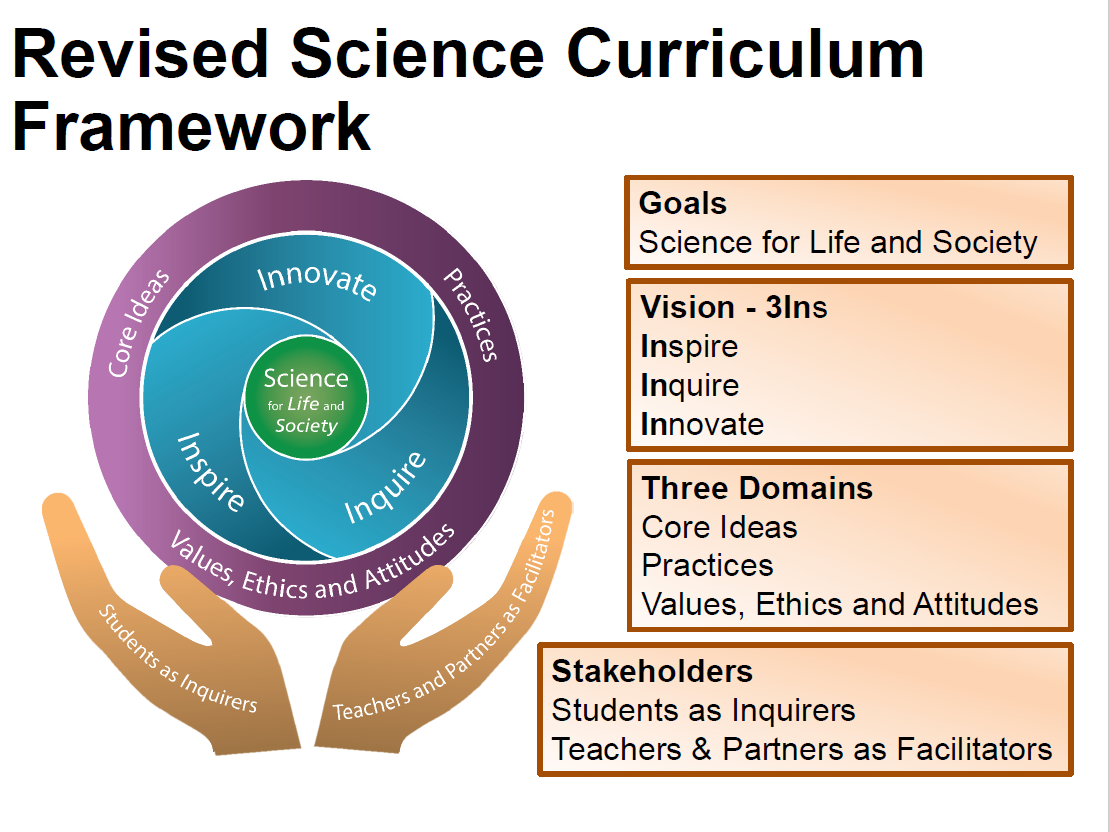 Revised Science Curriculum
Framework
Core Ideas
Practices
Values, Ethics and Attitudes
Innovate
Inspire
Inquire
Science
for Life and
Society
Students as Inquirers
Teachers and Partners as Facilitators
Goals
Science for Life and Society
Vision - 3Ins
Inspire
Inquire
Innovate
Three Domains
Core Ideas
Practices
Values, Ethics and Attitudes
Stakeholders
Students as Inquirers
Teachers & Partners as Facilitators